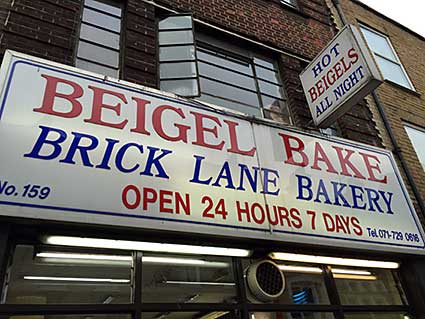 HOT
BEIGELS
ALL NIGHT
BEIGEL BAKE
BRICK LANE BAKERY
No. 159
OPEN 24 HOURS 7 DAYS
Tel. 071-729 0616